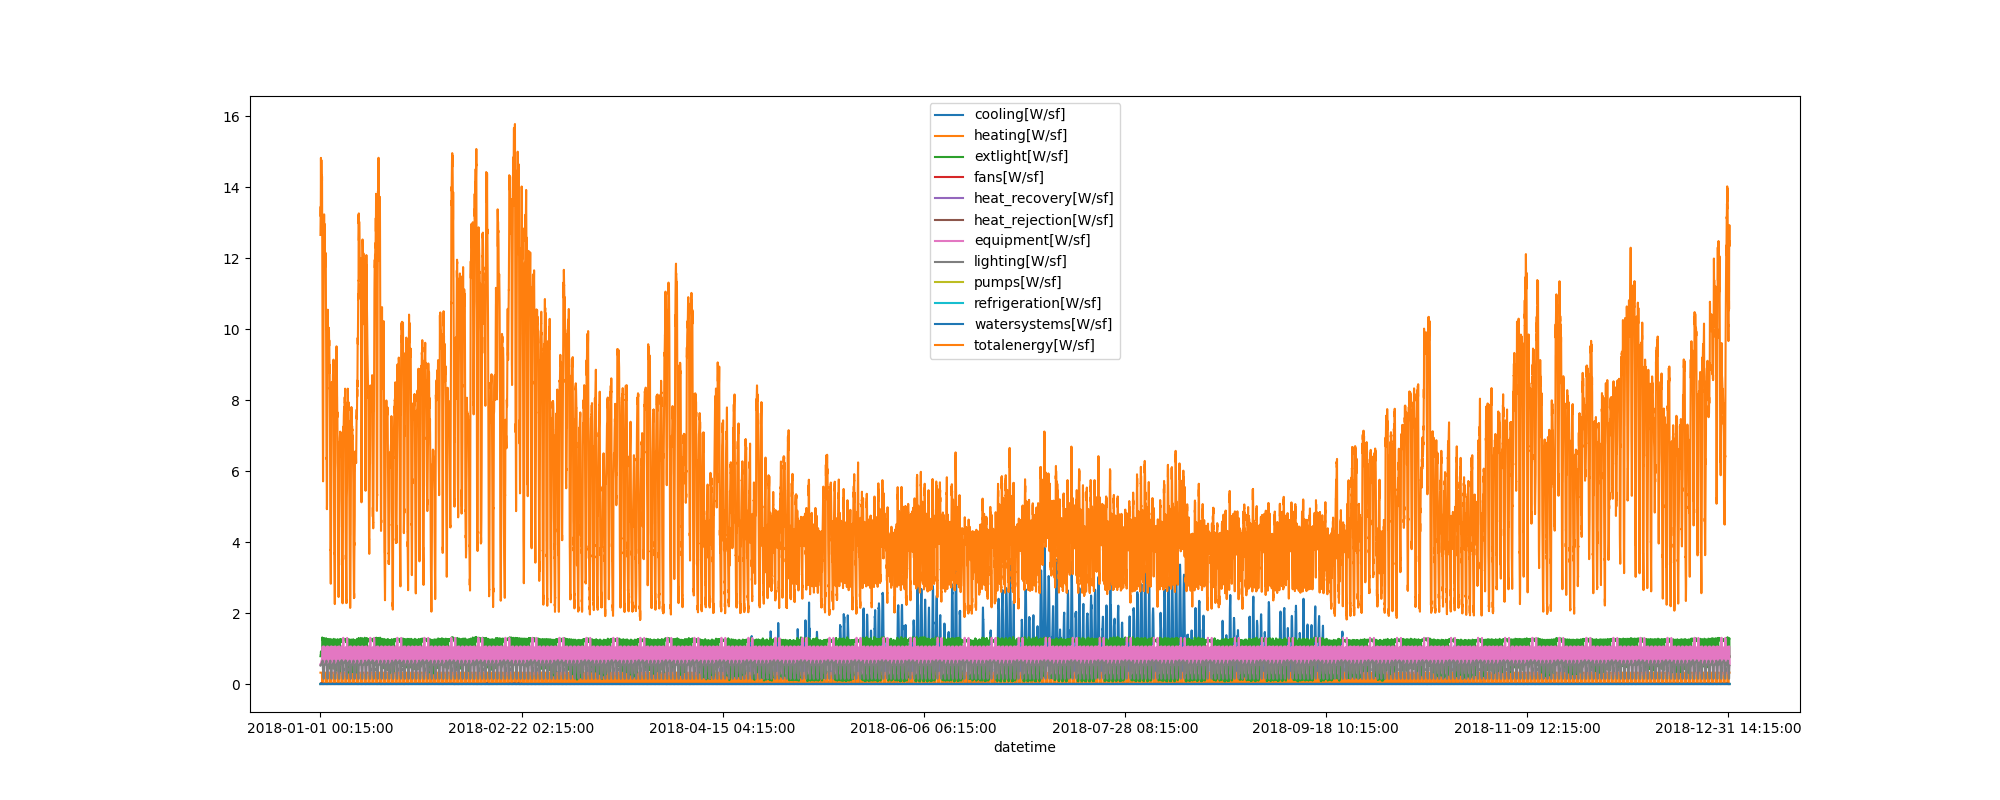 16
14
12
10
8
6
4
2
0
cooling[W/sf]
heating[W/sf]
extlight[W/sf]
fans[W/sf]
heat_recovery[W/sf]
heat_rejection[W/sf]
equipment[W/sf]
lighting[W/sf]
pumps[W/sf]
refrigeration[W/sf]
watersystems[W/sf]
totalenergy[W/sf]
2018-01-01 00:15:00 2018-02-22 02:15:00 2018-04-15 04:15:00 2018-06-06 06:15:00 2018-07-28 08:15:00 2018-09-18 10:15:00 2018-11-09 12:15:00 2018-12-31 14:15:00
datetime